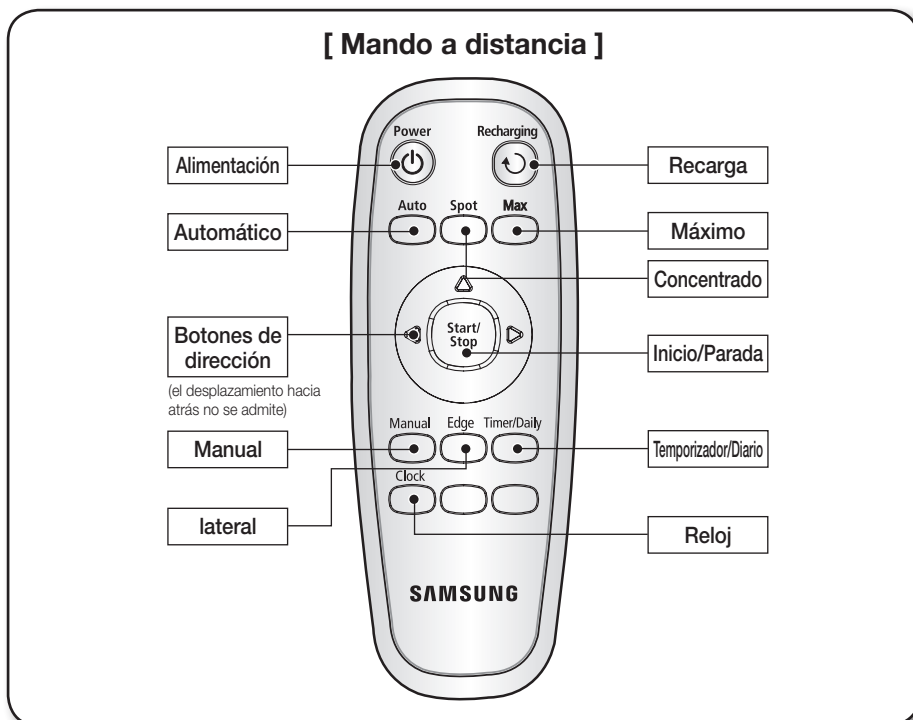 [ Mando a distancia ]
Power
Recharging
Alimentación
Recarga
Auto
Spot
Max
Automático
Máximo
Concentrado
Botones de
dirección
(el desplazamiento hacia
atrás no se admite)
Start/
Stop
Inicio/Parada
Manual
Edge
Timer/Daily
Manual
Temporizador/Diario
Clock
lateral
Reloj
SAMSUNG